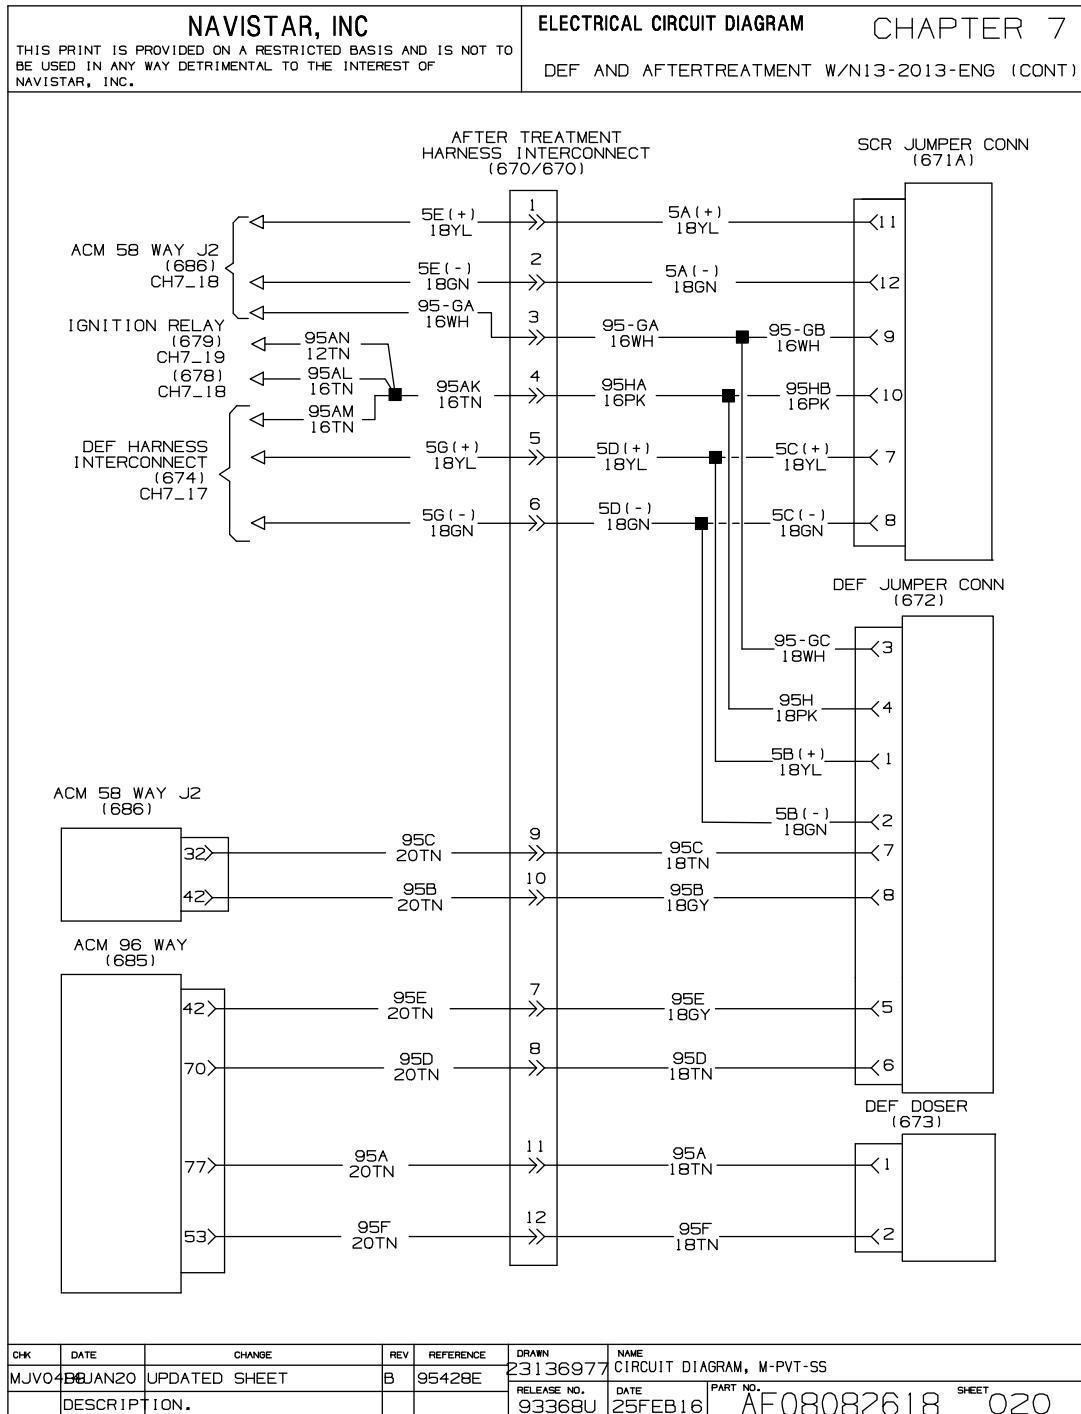 NAVISTAR, INC
THIS PRINT IS PROVIDED ON A RESTRICTED BASIS AND IS NOT TO
BE USED IN ANY WAY DETRIMENTAL TO THE INTEREST OF
NAVISTAR, INC.
ELECTRICAL CIRCUIT DIAGRAM
CHAPTER 7
DEF AND AFTERTREATMENT W/N13-2013-ENG (CONT)
AFTER TREATMENT
HARNESS INTERCONNECT
(670/670)
SCR JUMPER CONN
(671A)
ACM 58 WAY J2
(686)
CH7_18
5E(+)
18YL
1
5A(+)
18YL
11
5E(-)
18GN
2
5A(-)
18GN
12
95-GA
16WH
3
95-GA
16WH
95-GB
16WH
9
IGNITION RELAY
(679)
CH7_19
(678)
CH7_18
95AN
12TN
95AL
16TN
95AM
16TN
95AK
16TN
4
95HA
16PK
95HB
16PK
10
DEF HARNESS
INTERCONNECT
(674)
CH7_17
5G(+)
18YL
5
5D(+)
18YL
5C(+)
18YL
7
5G(-)
18GN
6
5D(-)
18GN
5C(-)
18GN
8
DEF JUMPER CONN
(672)
95-GC
18WH
3
95H
18PK
4
5B(+)
18YL
1
5B(-)
18GN
2
ACM 58 WAY J2
(686)
32
95C
20TN
9
95C
18TN
7
42
95B
20TN
10
95B
18GY
8
ACM 96 WAY
(685)
42
95E
20TN
7
95E
18GY
5
70
95D
20TN
8
95D
18TN
6
DEF DOSER
(673)
77
95A
20TN
11
95A
18TN
1
53
95F
20TN
12
95F
18TN
2
CHK
DATE
CHANGE
REV
REFERENCE
DRAWN
23136977
NAME
CIRCUIT DIAGRAM, M-PVT-SS
UPDATED SHEET
B
95428E
DESCRIPTION.
RELEASE NO.
93368U
DATE
25FEB16
PART NO.
AF08082618
SHEET
020